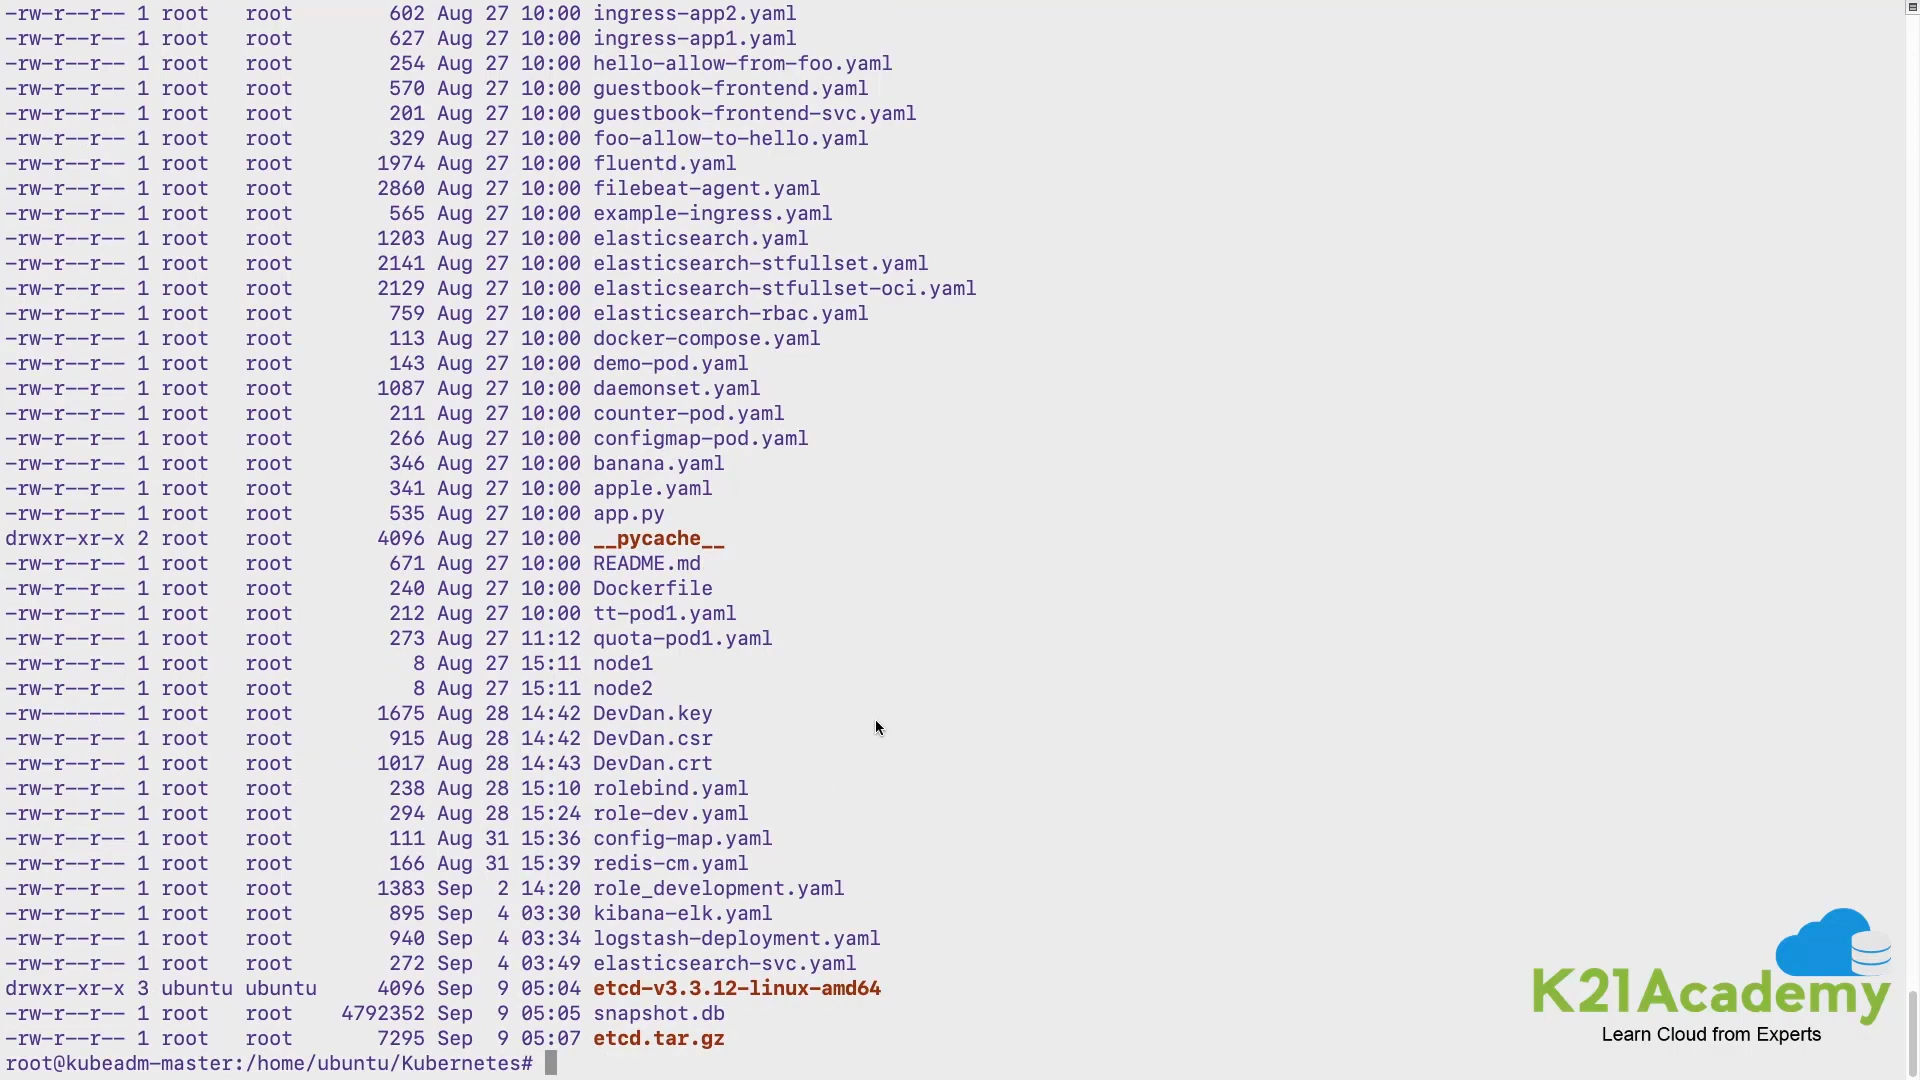 -rw-r--r-- 1 root   root        602 Aug 27 10:00 ingress-app2.yaml
-rw-r--r-- 1 root   root        627 Aug 27 10:00 ingress-app1.yaml
-rw-r--r-- 1 root   root        254 Aug 27 10:00 hello-allow-from-foo.yaml
-rw-r--r-- 1 root   root        570 Aug 27 10:00 guestbook-frontend.yaml
-rw-r--r-- 1 root   root        201 Aug 27 10:00 guestbook-frontend-svc.yaml
-rw-r--r-- 1 root   root        329 Aug 27 10:00 foo-allow-to-hello.yaml
-rw-r--r-- 1 root   root       1974 Aug 27 10:00 fluentd.yaml
-rw-r--r-- 1 root   root       2860 Aug 27 10:00 filebeat-agent.yaml
-rw-r--r-- 1 root   root        565 Aug 27 10:00 example-ingress.yaml
-rw-r--r-- 1 root   root       1203 Aug 27 10:00 elasticsearch.yaml
-rw-r--r-- 1 root   root       2141 Aug 27 10:00 elasticsearch-stfullset.yaml
-rw-r--r-- 1 root   root       2129 Aug 27 10:00 elasticsearch-stfullset-oci.yaml
-rw-r--r-- 1 root   root        759 Aug 27 10:00 elasticsearch-rbac.yaml
-rw-r--r-- 1 root   root        113 Aug 27 10:00 docker-compose.yaml
-rw-r--r-- 1 root   root        143 Aug 27 10:00 demo-pod.yaml
-rw-r--r-- 1 root   root       1087 Aug 27 10:00 daemonset.yaml
-rw-r--r-- 1 root   root        211 Aug 27 10:00 counter-pod.yaml
-rw-r--r-- 1 root   root        266 Aug 27 10:00 configmap-pod.yaml
-rw-r--r-- 1 root   root        346 Aug 27 10:00 banana.yaml
-rw-r--r-- 1 root   root        341 Aug 27 10:00 apple.yaml
-rw-r--r-- 1 root   root        535 Aug 27 10:00 app.py
drwxr-xr-x 2 root   root       4096 Aug 27 10:00 __pycache__
-rw-r--r-- 1 root   root        671 Aug 27 10:00 README.md
-rw-r--r-- 1 root   root        240 Aug 27 10:00 Dockerfile
-rw-r--r-- 1 root   root        212 Aug 27 10:00 tt-pod1.yaml
-rw-r--r-- 1 root   root        273 Aug 27 11:12 quota-pod1.yaml
-rw-r--r-- 1 root   root          8 Aug 27 15:11 node1
-rw-r--r-- 1 root   root          8 Aug 27 15:11 node2
-rw------- 1 root   root       1675 Aug 28 14:42 DevDan.key
-rw-r--r-- 1 root   root        915 Aug 28 14:42 DevDan.csr
-rw-r--r-- 1 root   root       1017 Aug 28 14:43 DevDan.crt
-rw-r--r-- 1 root   root        238 Aug 28 15:10 rolebind.yaml
-rw-r--r-- 1 root   root        294 Aug 28 15:24 role-dev.yaml
-rw-r--r-- 1 root   root        111 Aug 31 15:36 config-map.yaml
-rw-r--r-- 1 root   root        166 Aug 31 15:39 redis-cm.yaml
-rw-r--r-- 1 root   root       1383 Sep  2 14:20 role_development.yaml
-rw-r--r-- 1 root   root        895 Sep  4 03:30 kibana-elk.yaml
-rw-r--r-- 1 root   root        940 Sep  4 03:34 logstash-deployment.yaml
-rw-r--r-- 1 root   root        272 Sep  4 03:49 elasticsearch-svc.yaml
drwxr-xr-x 3 ubuntu ubuntu     4096 Sep  9 05:04 etcd-v3.3.12-linux-amd64
-rw-r--r-- 1 root   root    4792352 Sep  9 05:05 snapshot.db
-rw-r--r-- 1 root   root       7295 Sep  9 05:07 etcd.tar.gz
root@kubeadm-master:/home/ubuntu/Kubernetes#
K21Academy
Learn Cloud from Experts